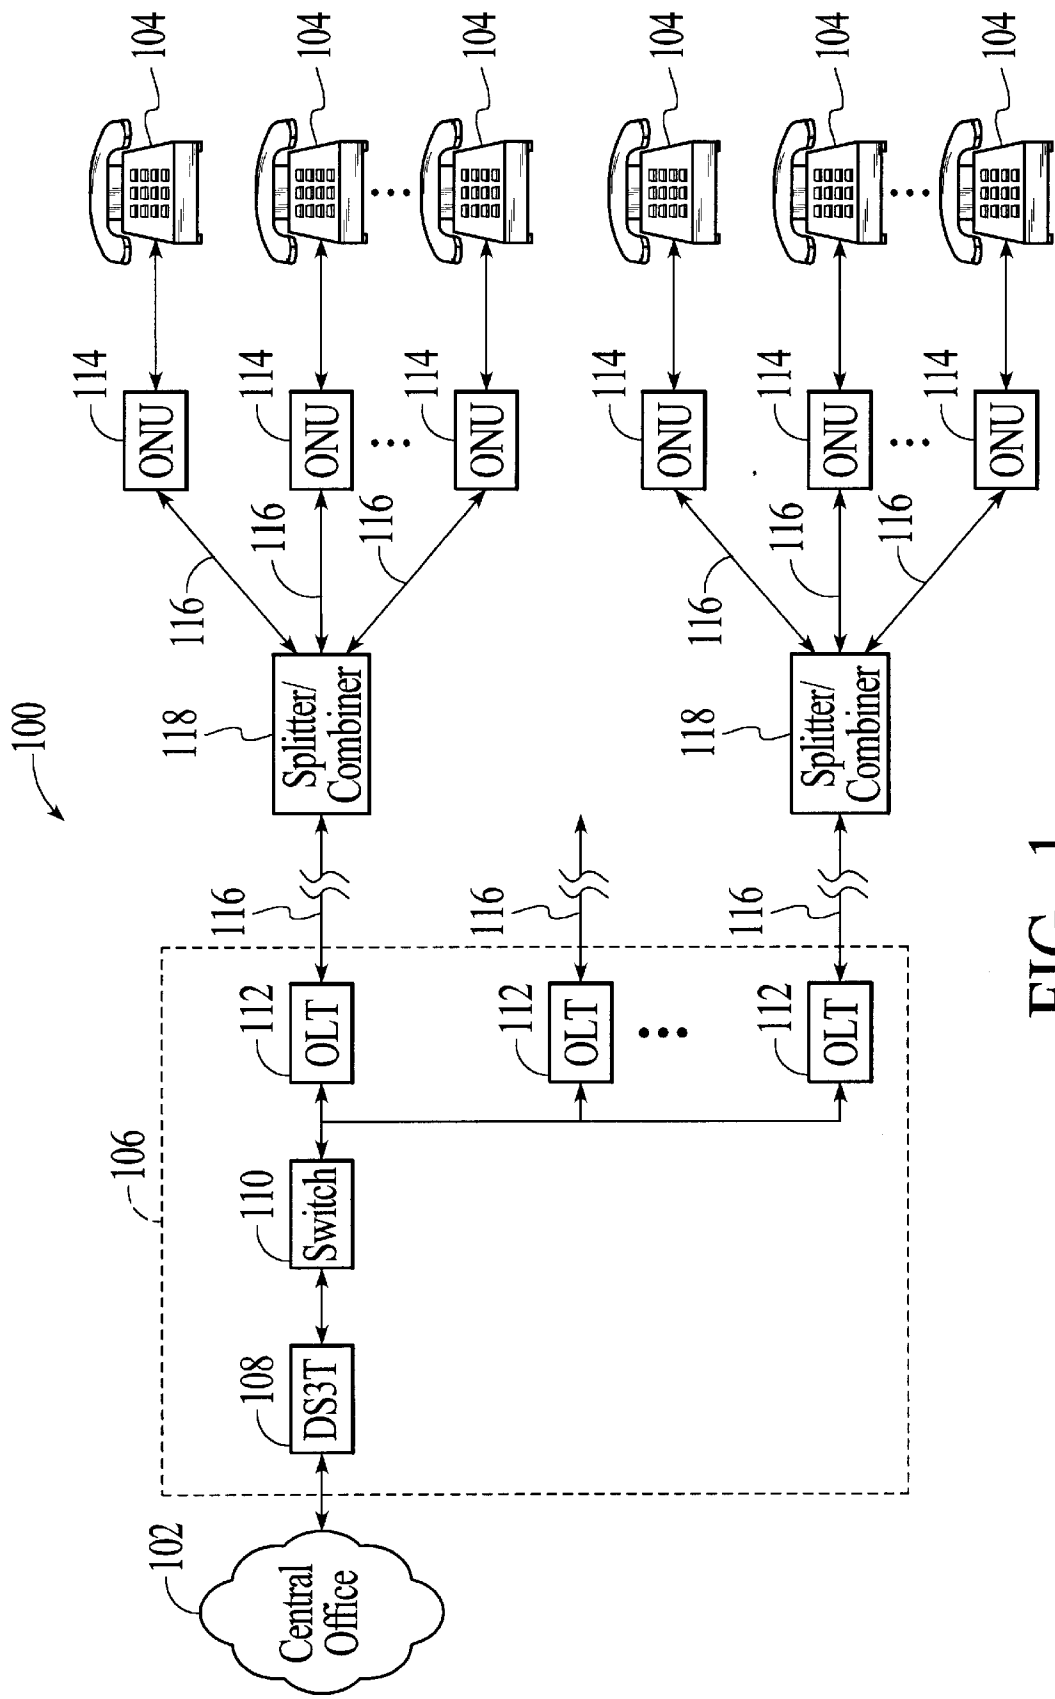 100
102
Central
Office
106
108
DS3T
110
Switch
112
OLT
116
118
Splitter/
Combiner
116
116
116
114
ONU
104
114
ONU
104
114
ONU
104
112
OLT
116
112
OLT
116
118
Splitter/
Combiner
116
116
116
114
ONU
104
114
ONU
104
114
ONU
104
FIG. 1